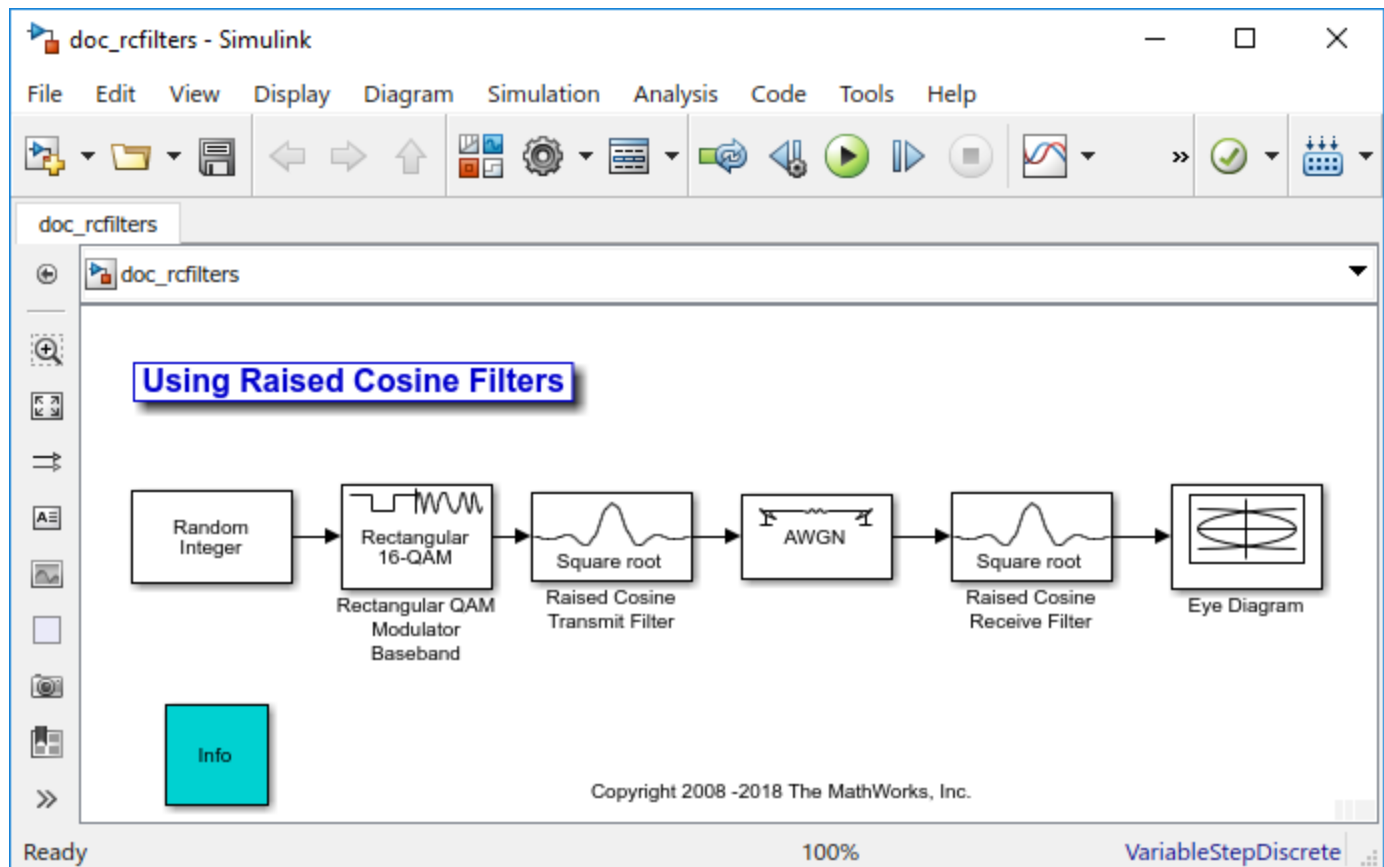 doc_rcfilters - Simulink
File Edit View Display Diagram Simulation Analysis Code Tools Help
doc_rcfilters
doc_rcfilters
Using Raised Cosine Filters
Random
Integer
Rectangular
16-QAM
Rectangular QAM
Modulator
Baseband
Square root
Raised Cosine
Transmit Filter
AWGN
Square root
Raised Cosine
Receive Filter
Eye Diagram
Info
Copyright 2008 -2018 The MathWorks, Inc.
Ready 100% VariableStepDiscrete